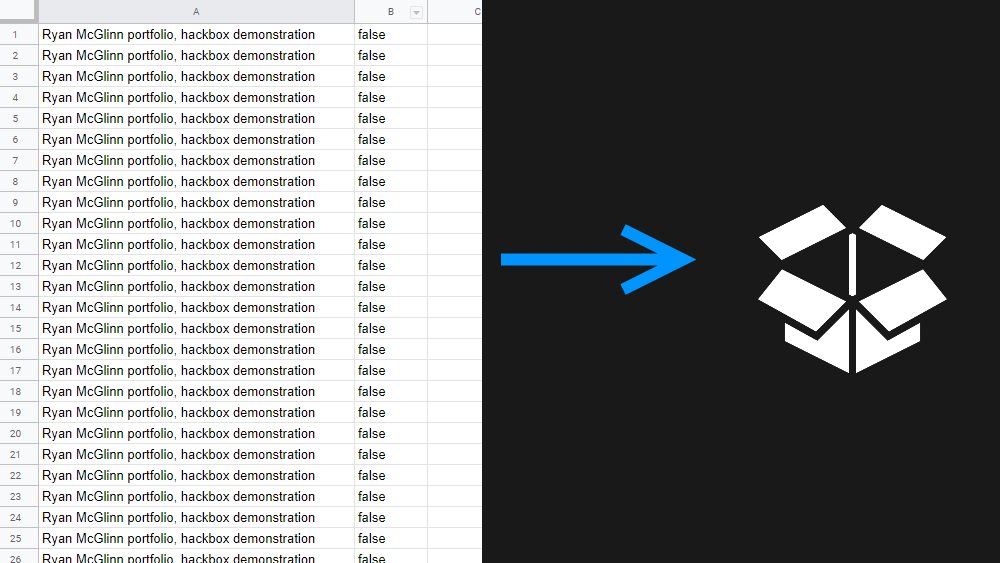 A B C
1 Ryan McGlinn portfolio, hackbox demonstration false
2 Ryan McGlinn portfolio, hackbox demonstration false
3 Ryan McGlinn portfolio, hackbox demonstration false
4 Ryan McGlinn portfolio, hackbox demonstration false
5 Ryan McGlinn portfolio, hackbox demonstration false
6 Ryan McGlinn portfolio, hackbox demonstration false
7 Ryan McGlinn portfolio, hackbox demonstration false
8 Ryan McGlinn portfolio, hackbox demonstration false
9 Ryan McGlinn portfolio, hackbox demonstration false
10 Ryan McGlinn portfolio, hackbox demonstration false
11 Ryan McGlinn portfolio, hackbox demonstration false
12 Ryan McGlinn portfolio, hackbox demonstration false
13 Ryan McGlinn portfolio, hackbox demonstration false
14 Ryan McGlinn portfolio, hackbox demonstration false
15 Ryan McGlinn portfolio, hackbox demonstration false
16 Ryan McGlinn portfolio, hackbox demonstration false
17 Ryan McGlinn portfolio, hackbox demonstration false
18 Ryan McGlinn portfolio, hackbox demonstration false
19 Ryan McGlinn portfolio, hackbox demonstration false
20 Ryan McGlinn portfolio, hackbox demonstration false
21 Ryan McGlinn portfolio, hackbox demonstration false
22 Ryan McGlinn portfolio, hackbox demonstration false
23 Ryan McGlinn portfolio, hackbox demonstration false
24 Ryan McGlinn portfolio, hackbox demonstration false
25 Ryan McGlinn portfolio, hackbox demonstration false
26 Ryan McGlinn portfolio, hackbox demonstration false